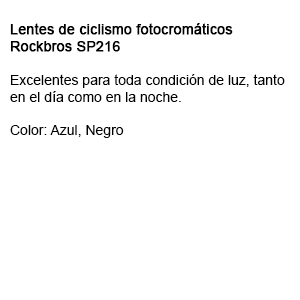 Lentes de ciclismo fotocromáticos
Rockbros SP216
Excelentes para toda condición de luz, tanto
en el día como en la noche.
Color: Azul, Negro